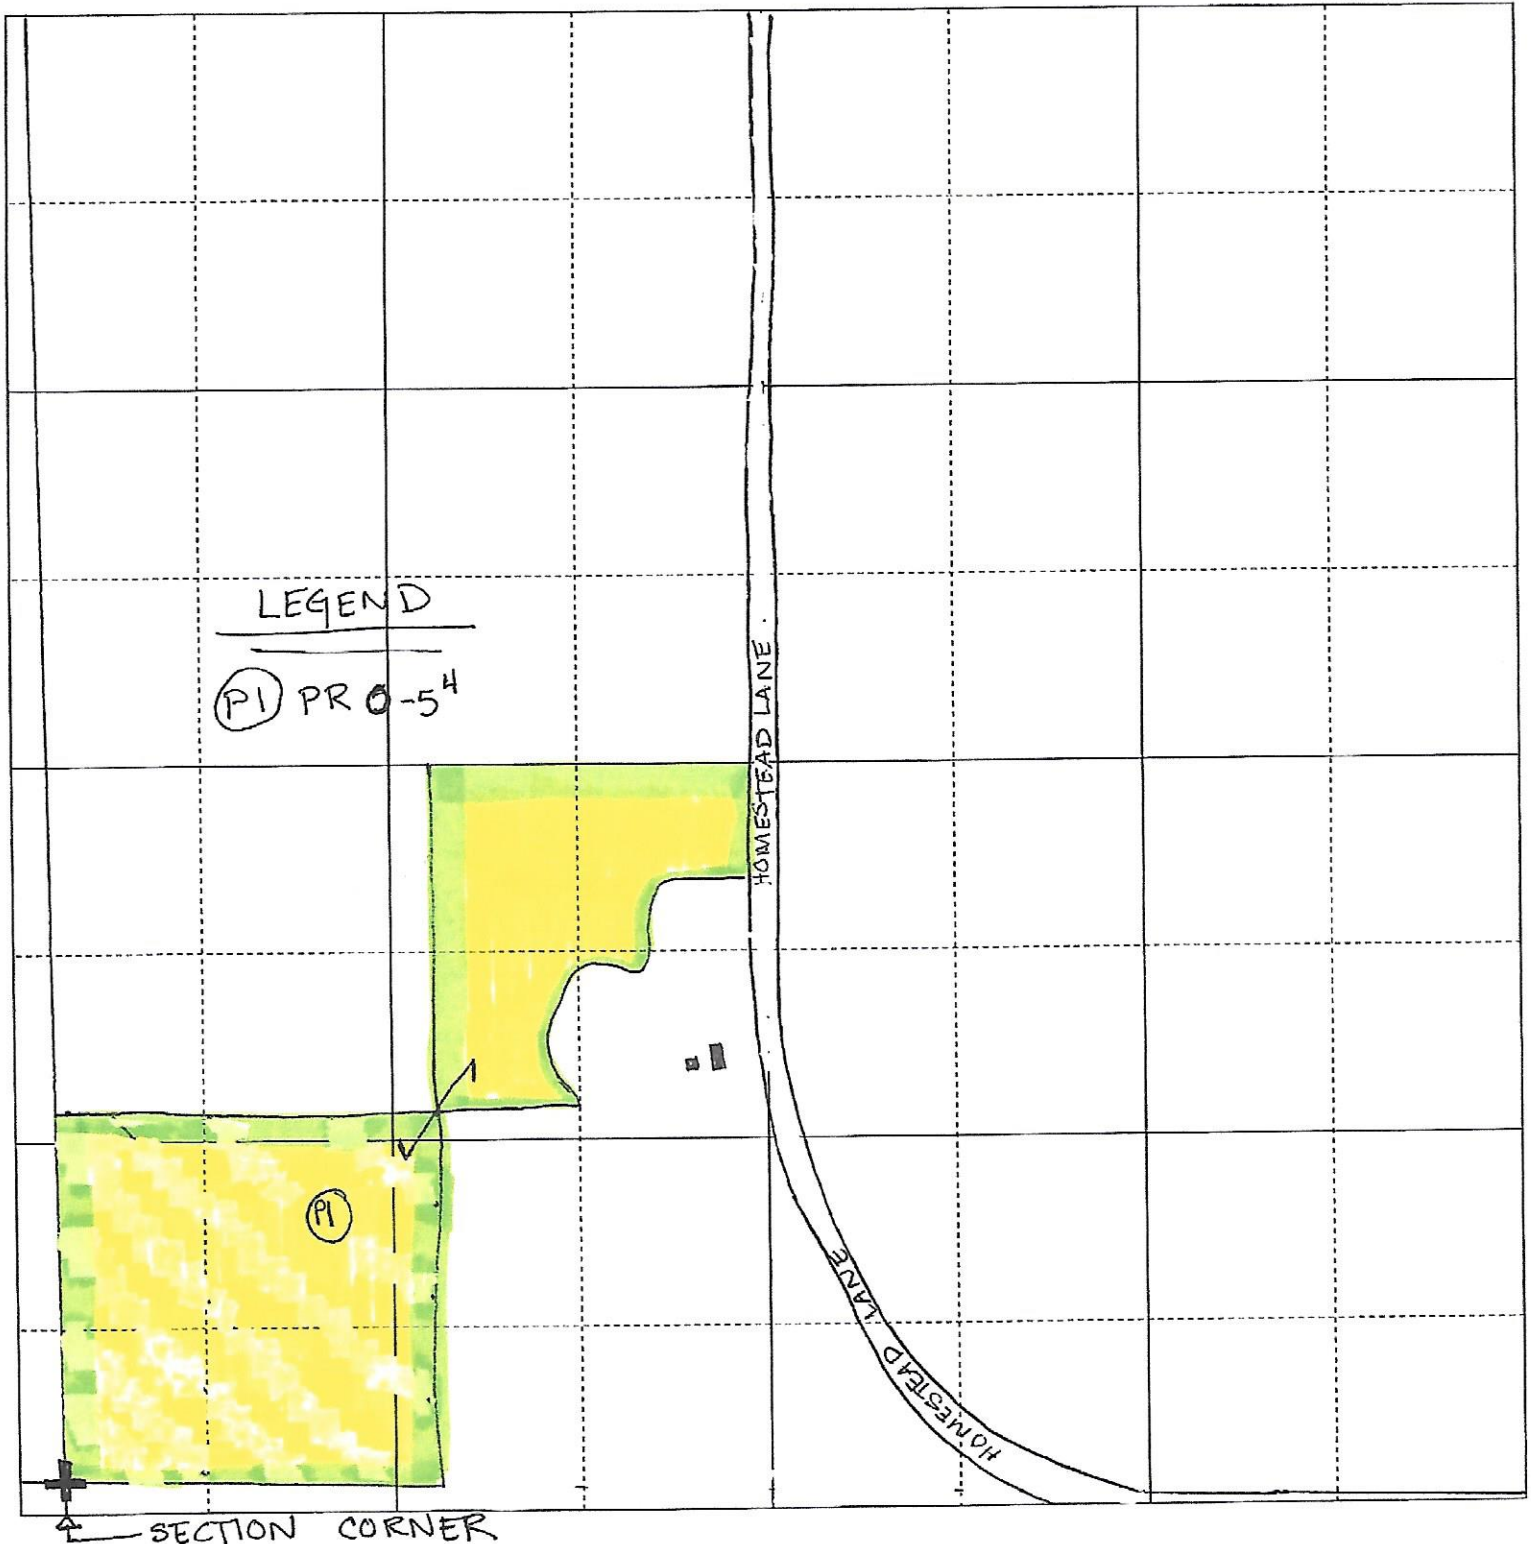 LEGEND
P1 PR 0-5⁴
HOMESTEAD LANE
P1
HOMESTEAD LANE
SECTION CORNER